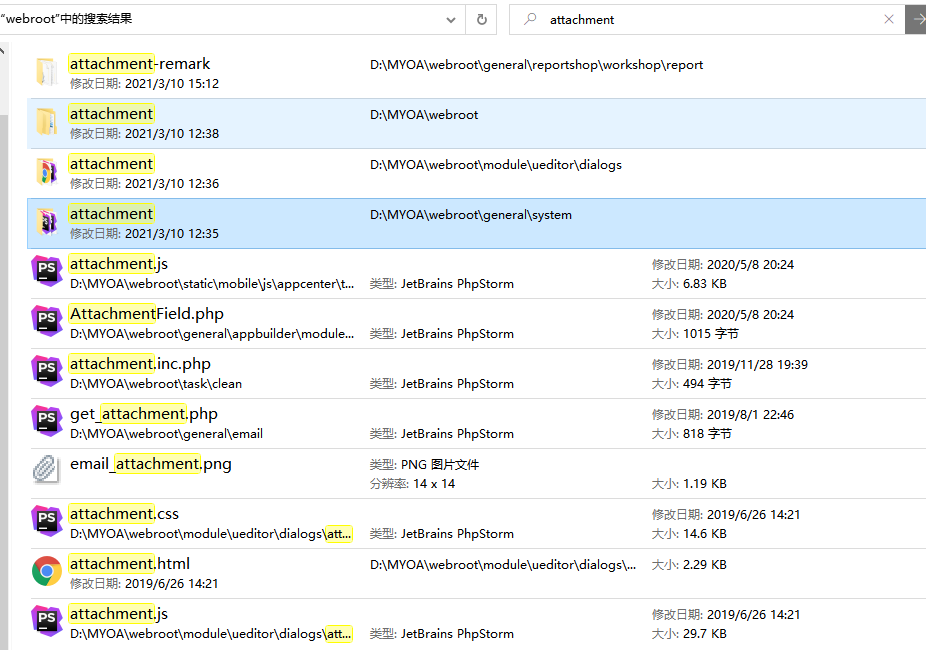 "webroot"中的搜索结果
attachment
attachment-remark
D:\MYOA\webroot\general\reportshop\workshop\report
修改日期: 2021/3/10 15:12
attachment
D:\MYOA\webroot
修改日期: 2021/3/10 12:38
attachment
D:\MYOA\webroot\module\ueditor\dialogs
修改日期: 2021/3/10 12:36
attachment
D:\MYOA\webroot\general\system
修改日期: 2021/3/10 12:35
attachment.js
修改日期: 2020/5/8 20:24
D:\MYOA\webroot\static\mobile\js\appcenter\t...
类型: JetBrains PhpStorm
大小: 6.83 KB
AttachmentField.php
修改日期: 2020/5/8 20:24
D:\MYOA\webroot\general\appbuilder\module...
类型: JetBrains PhpStorm
大小: 1015 字节
attachment.inc.php
修改日期: 2019/11/28 19:39
D:\MYOA\webroot\task\clean
类型: JetBrains PhpStorm
大小: 494 字节
get_attachment.php
修改日期: 2019/8/1 22:46
D:\MYOA\webroot\general\email
类型: JetBrains PhpStorm
大小: 818 字节
email_attachment.png
类型: PNG 图片文件
分辨率: 14 x 14
大小: 1.19 KB
attachment.css
修改日期: 2019/6/26 14:21
D:\MYOA\webroot\module\ueditor\dialogs\att...
类型: JetBrains PhpStorm
大小: 14.6 KB
attachment.html
D:\MYOA\webroot\module\ueditor\dialogs\...
大小: 2.29 KB
修改日期: 2019/6/26 14:21
attachment.js
修改日期: 2019/6/26 14:21
D:\MYOA\webroot\module\ueditor\dialogs\att...
类型: JetBrains PhpStorm
大小: 29.7 KB